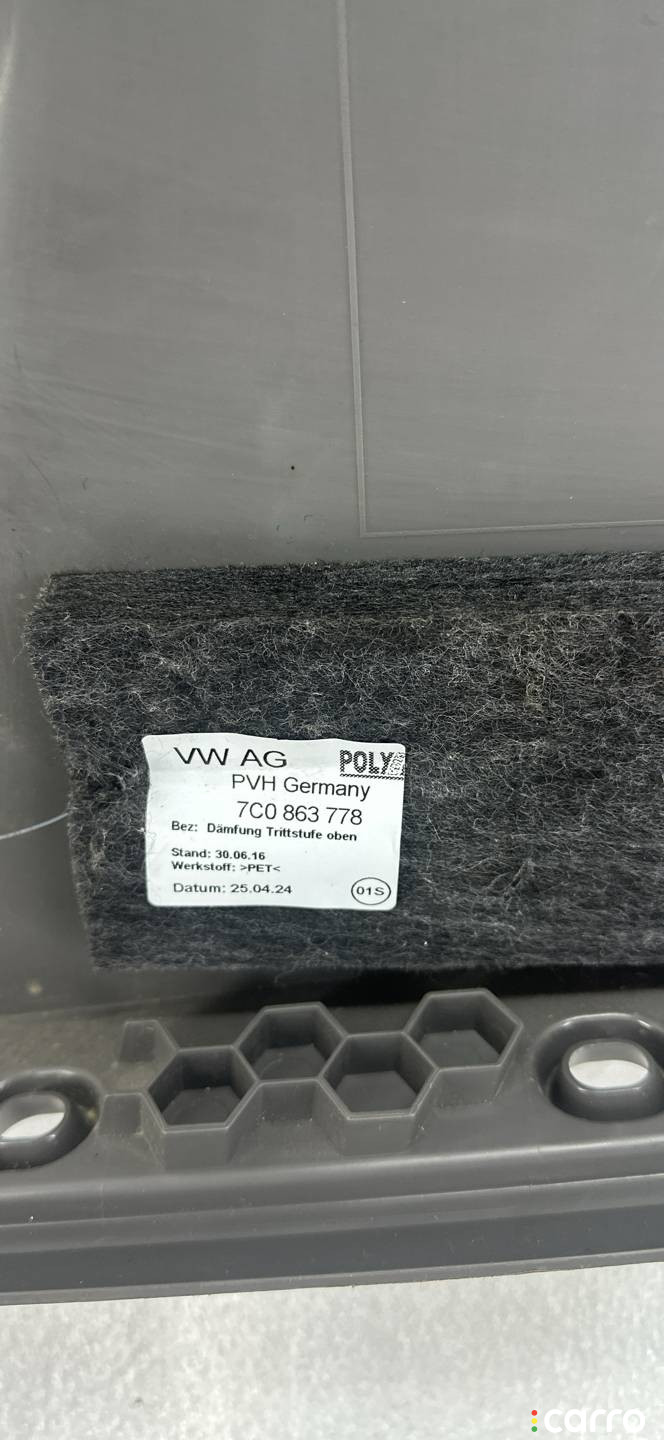 VW AG POLY
PVH Germany
7C0 863 778
Bez: Dämfung Trittstufe oben
Stand: 30.06.16
Werkstoff: >PET<
Datum: 25.04.24 01S
carro